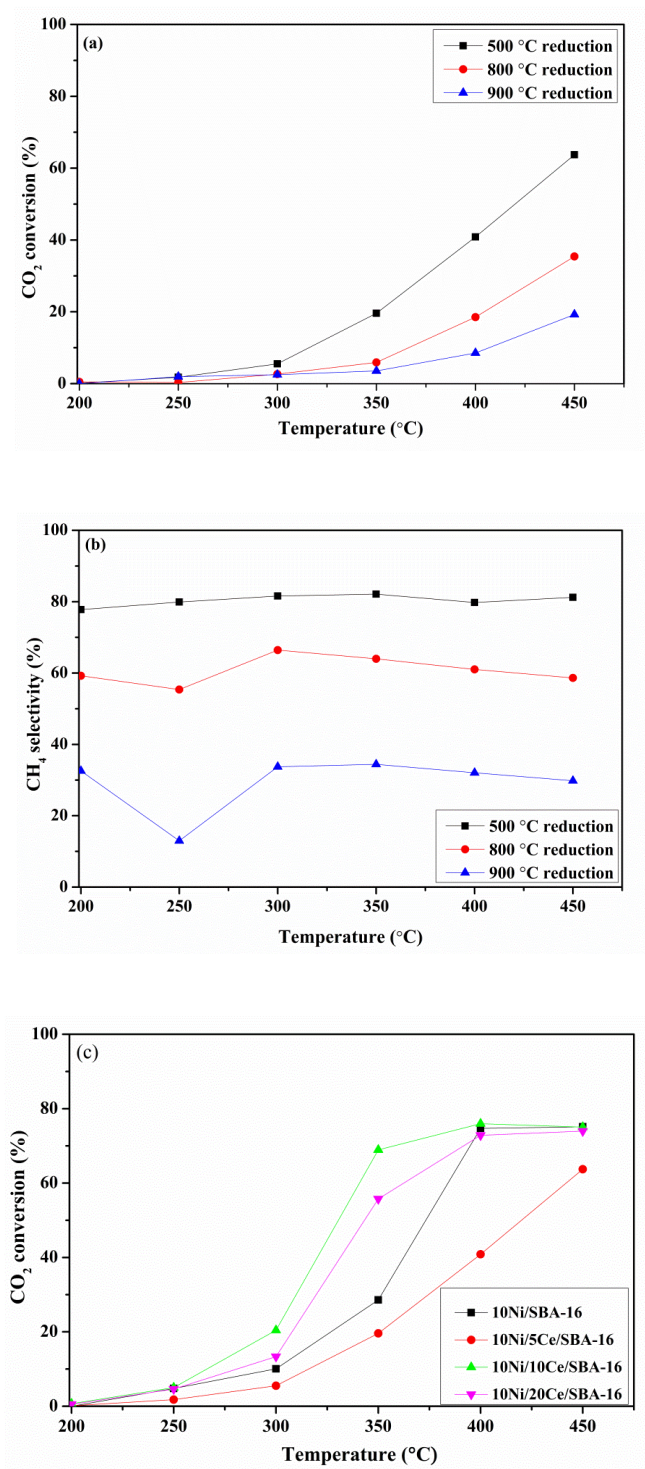 (a)
500 °C reduction
800 °C reduction
900 °C reduction
CO2 conversion (%)
100
80
60
40
20
0
200 250 300 350 400 450
Temperature (°C)
(b)
CH4 selectivity (%)
100
80
60
40
20
0
500 °C reduction
800 °C reduction
900 °C reduction
200 250 300 350 400 450
Temperature (°C)
(c)
CO2 conversion (%)
100
80
60
40
20
0
10Ni/SBA-16
10Ni/5Ce/SBA-16
10Ni/10Ce/SBA-16
10Ni/20Ce/SBA-16
200 250 300 350 400 450
Temperature (°C)